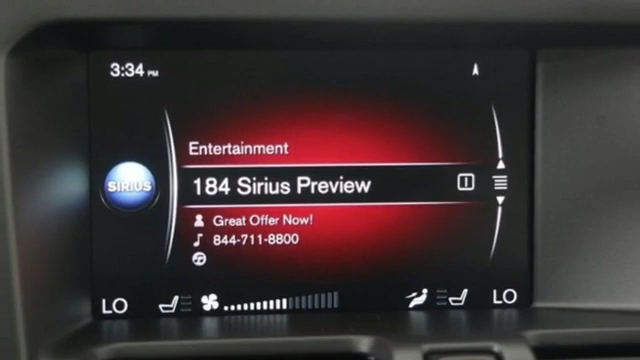 3:34 PM
Entertainment
SIRIUS
184 Sirius Preview
Great Offer Now!
844-711-8800
LO
LO